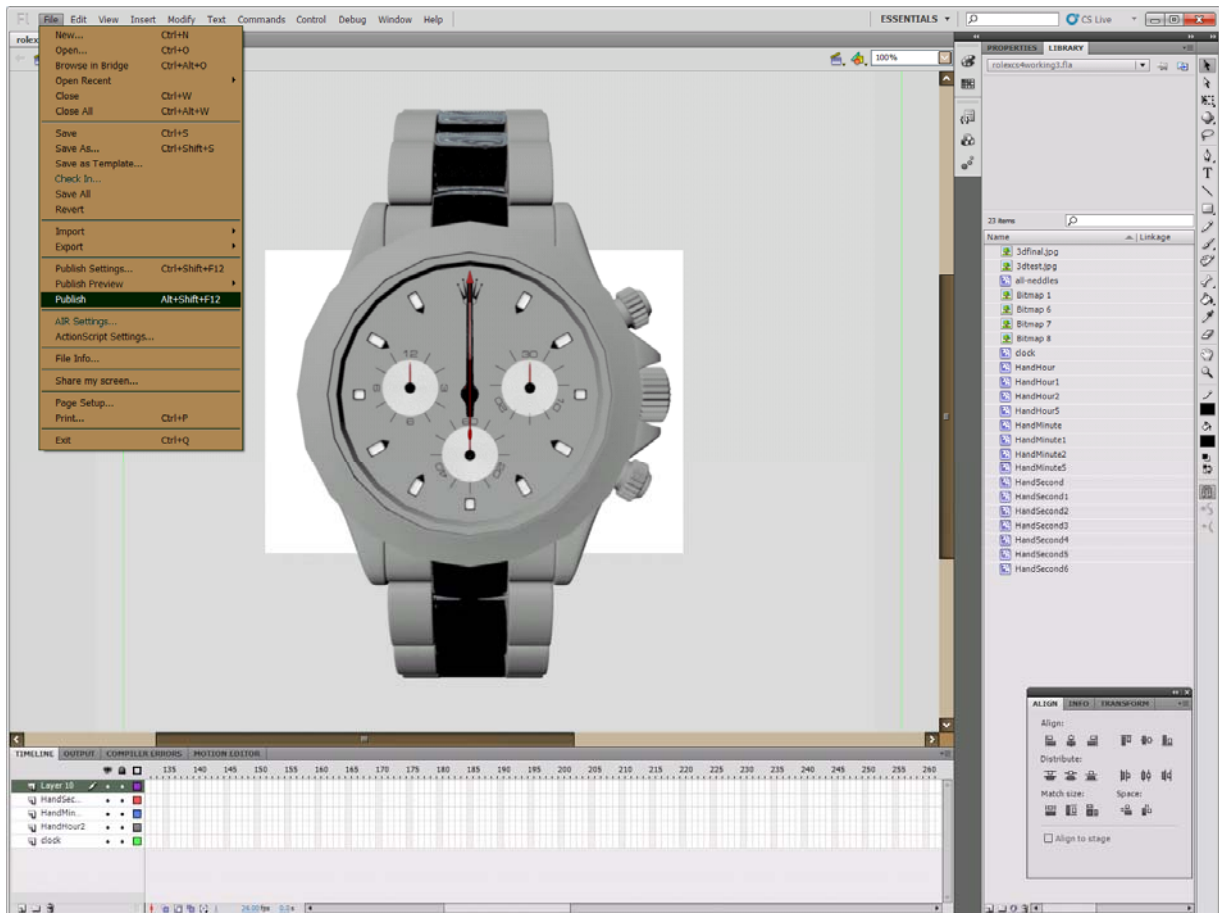 Fl File Edit View Insert Modify Text Commands Control Debug Window Help ESSENTIALS CS Live
New... Ctrl+N
Open... Ctrl+O
Browse in Bridge Ctrl+Alt+O
Open Recent
Close Ctrl+W
Close All Ctrl+Alt+W
Save Ctrl+S
Save As... Ctrl+Shift+S
Save as Template...
Check In...
Save All
Revert
Import
Export
Publish Settings... Ctrl+Shift+F12
Publish Preview
Publish Alt+Shift+F12
AIR Settings...
ActionScript Settings...
File Info...
Share my screen...
Page Setup...
Print... Ctrl+P
Exit Ctrl+Q
100%
12
30
60
20
40
PROPERTIES LIBRARY
rolexcs4working3.fla
23 items
Name Linkage
3dfinal.jpg
3dtest.jpg
all-neddles
Bitmap 1
Bitmap 6
Bitmap 7
Bitmap 8
clock
HandHour
HandHour1
HandHour2
HandHour5
HandMinute
HandMinute1
HandMinute2
HandMinute5
HandSecond
HandSecond1
HandSecond2
HandSecond3
HandSecond4
HandSecond5
HandSecond6
ALIGN INFO TRANSFORM
Align:
Distribute:
Match size: Space:
Align to stage
TIMELINE OUTPUT COMPILER ERRORS MOTION EDITOR
135 140 145 150 155 160 165 170 175 180 185 190 195 200 205 210 215 220 225 230 235 240 245 250 255 260
Layer 10
HandSec...
HandMin...
HandHour2
clock
24.00 fps 0.0 s